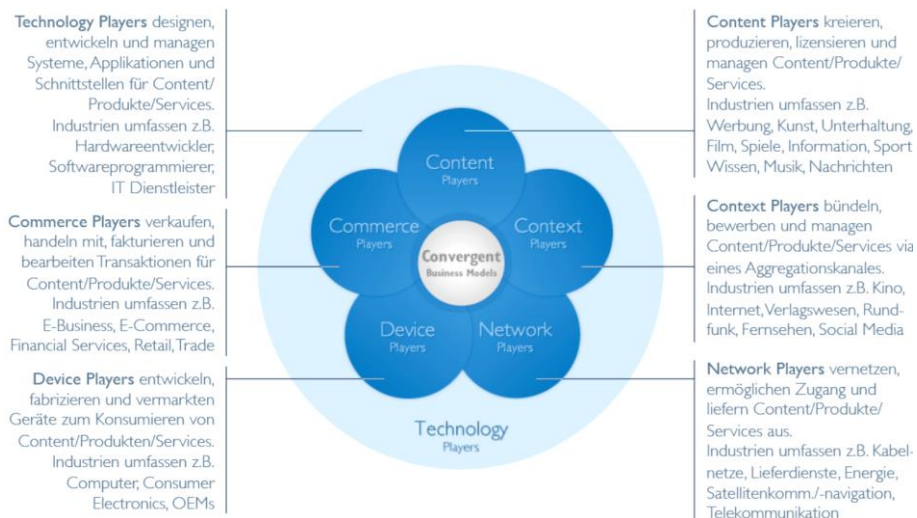 Technology Players designen,
entwickeln und managen
Systeme, Applikationen und
Schnittstellen für Content/
Produkte/Services.
Industrien umfassen z.B.
Hardwareentwickler,
Softwareprogrammierer,
IT Dienstleister
Commerce Players verkaufen,
handeln mit, fakturieren und
bearbeiten Transaktionen für
Content/Produkte/Services.
Industrien umfassen z.B.
E-Business, E-Commerce,
Financial Services, Retail, Trade
Device Players entwickeln,
fabrizieren und vermarkten
Geräte zum Konsumieren von
Content/Produkten/Services.
Industrien umfassen z.B.
Computer, Consumer
Electronics, OEMs
Content
Players
Commerce
Players
Context
Players
Convergent
Business Models
Device
Players
Network
Players
Technology
Players
Content Players kreieren,
produzieren, lizensieren und
managen Content/Produkte/
Services.
Industrien umfassen z.B.
Werbung, Kunst, Unterhaltung,
Film, Spiele, Information, Sport
Wissen, Musik, Nachrichten
Context Players bündeln,
bewerben und managen
Content/Produkte/Services via
eines Aggregationskanales.
Industrien umfassen z.B. Kino,
Internet, Verlagswesen, Rund-
funk, Fernsehen, Social Media
Network Players vernetzen,
ermöglichen Zugang und
liefern Content/Produkte/
Services aus.
Industrien umfassen z.B. Kabel-
netze, Lieferdienste, Energie,
Satellitenkomm./-navigation,
Telekommunikation